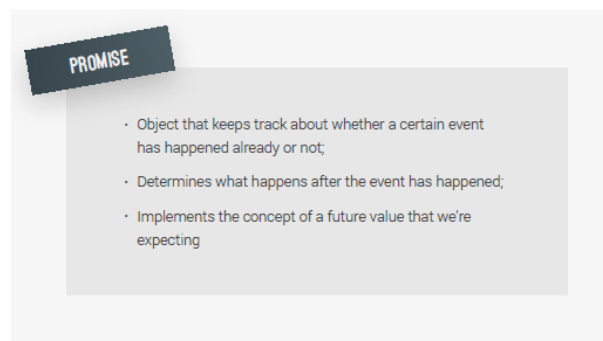 PROMISE
· Object that keeps track about whether a certain event
has happened already or not;
· Determines what happens after the event has happened;
· Implements the concept of a future value that we're
expecting